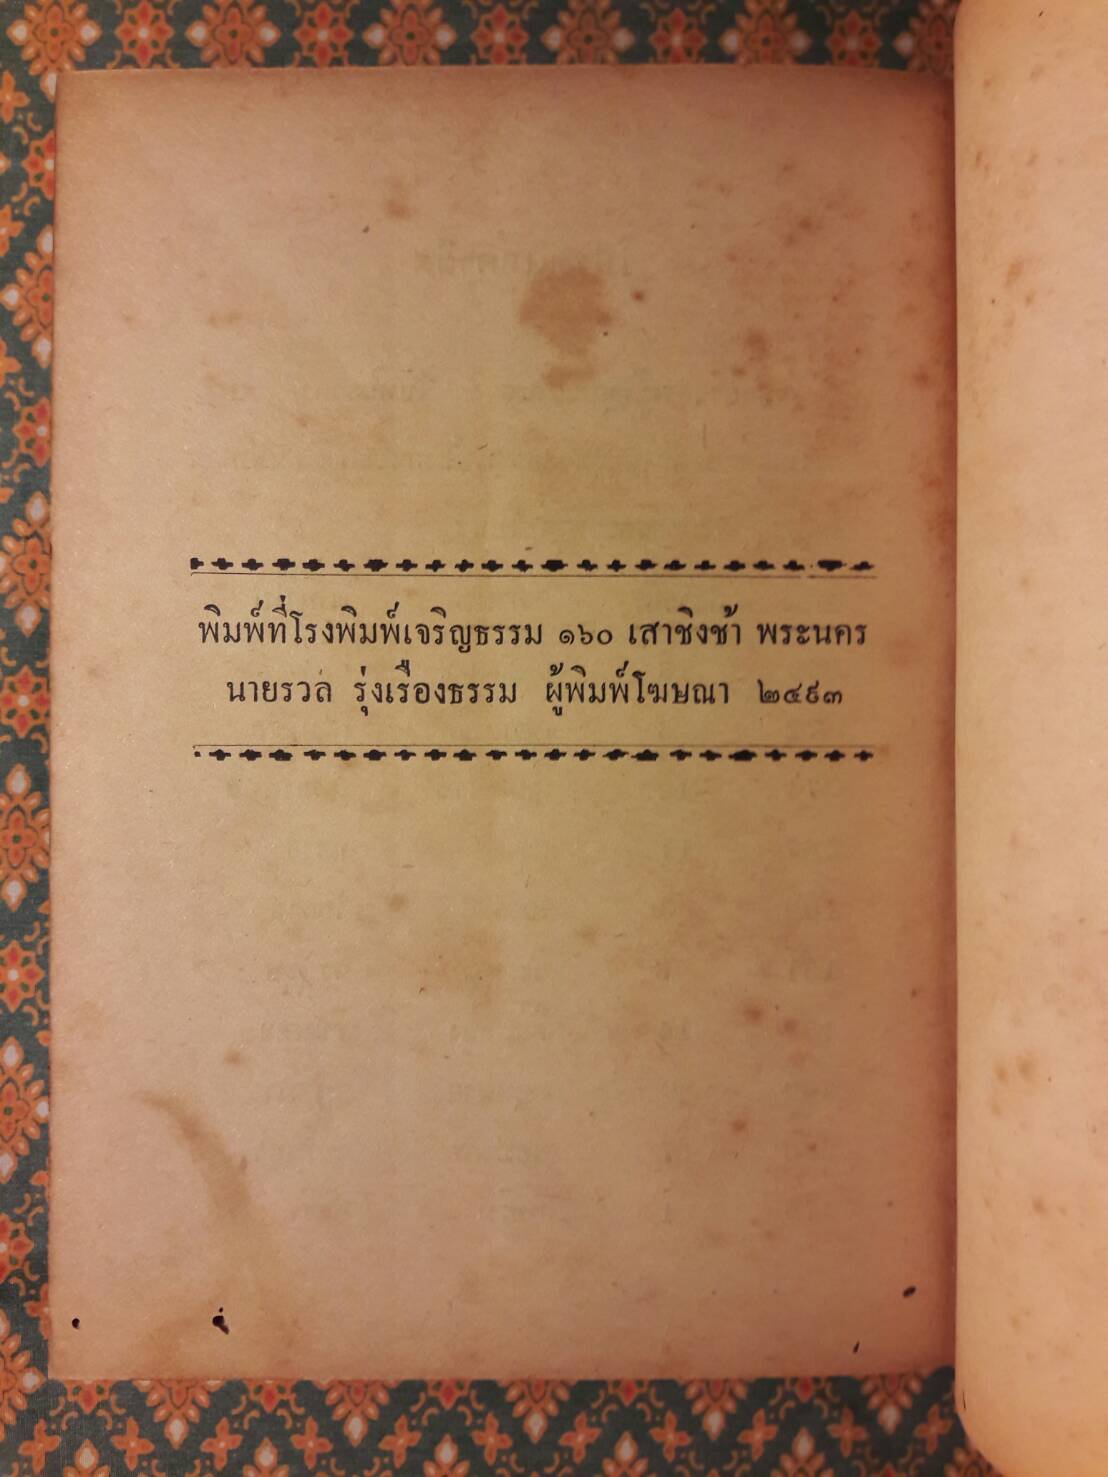 พิมพ์ที่โรงพิมพ์เจริญธรรม ๑๖๐ เสาชิงช้า พระนคร
นายรวล รุ่งเรืองธรรม ผู้พิมพ์โฆษณา ๒๔๙๓